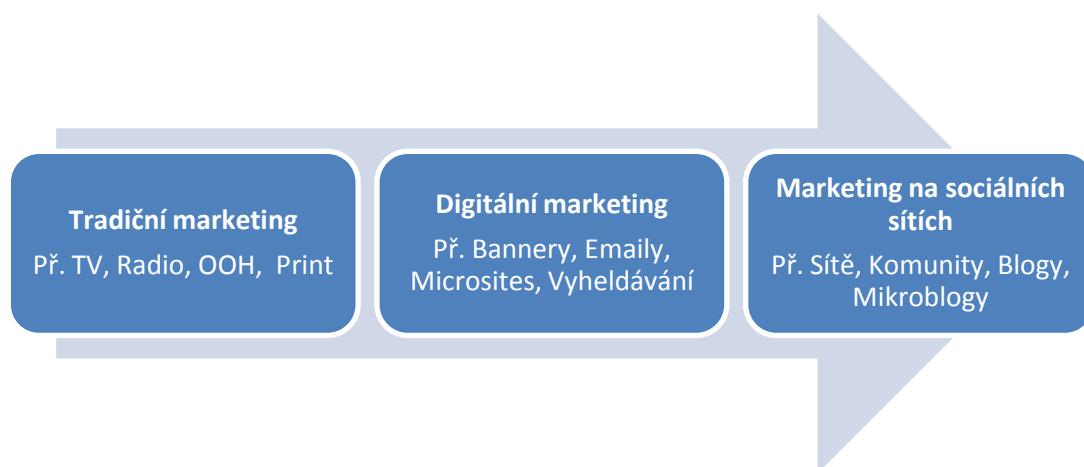 Tradiční marketing
Př. TV, Radio, OOH, Print
Digitální marketing
Př. Bannery, Emaily,
Microsites, Vyheldávání
Marketing na sociálních
sítích
Př. Sítě, Komunity, Blogy,
Mikroblogy